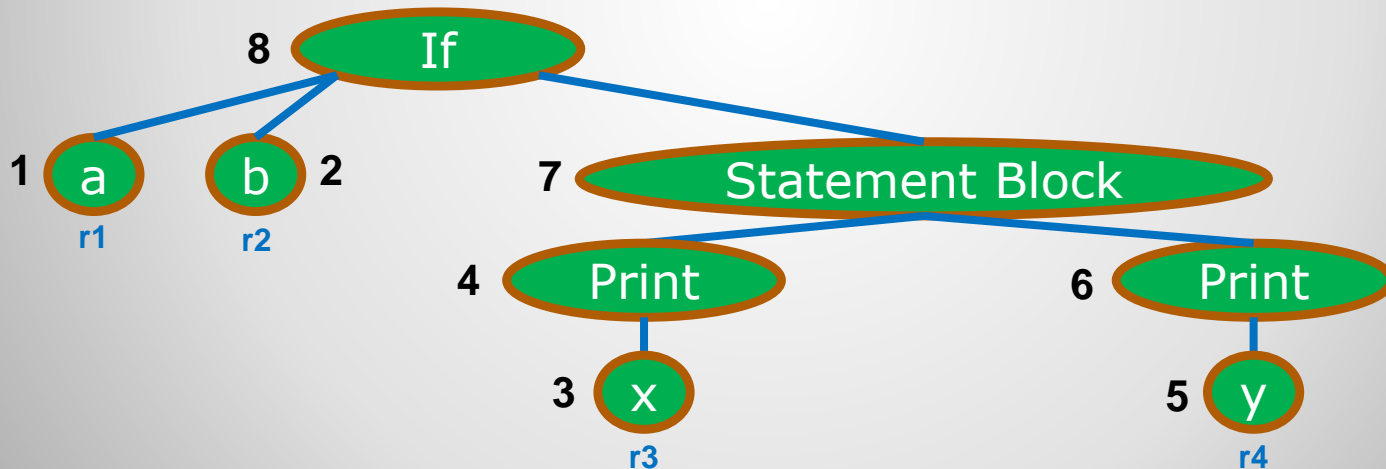 8 If
1 a b 2 7 Statement Block
r1 r2
4 Print 6 Print
3 x 5 y
r3 r4